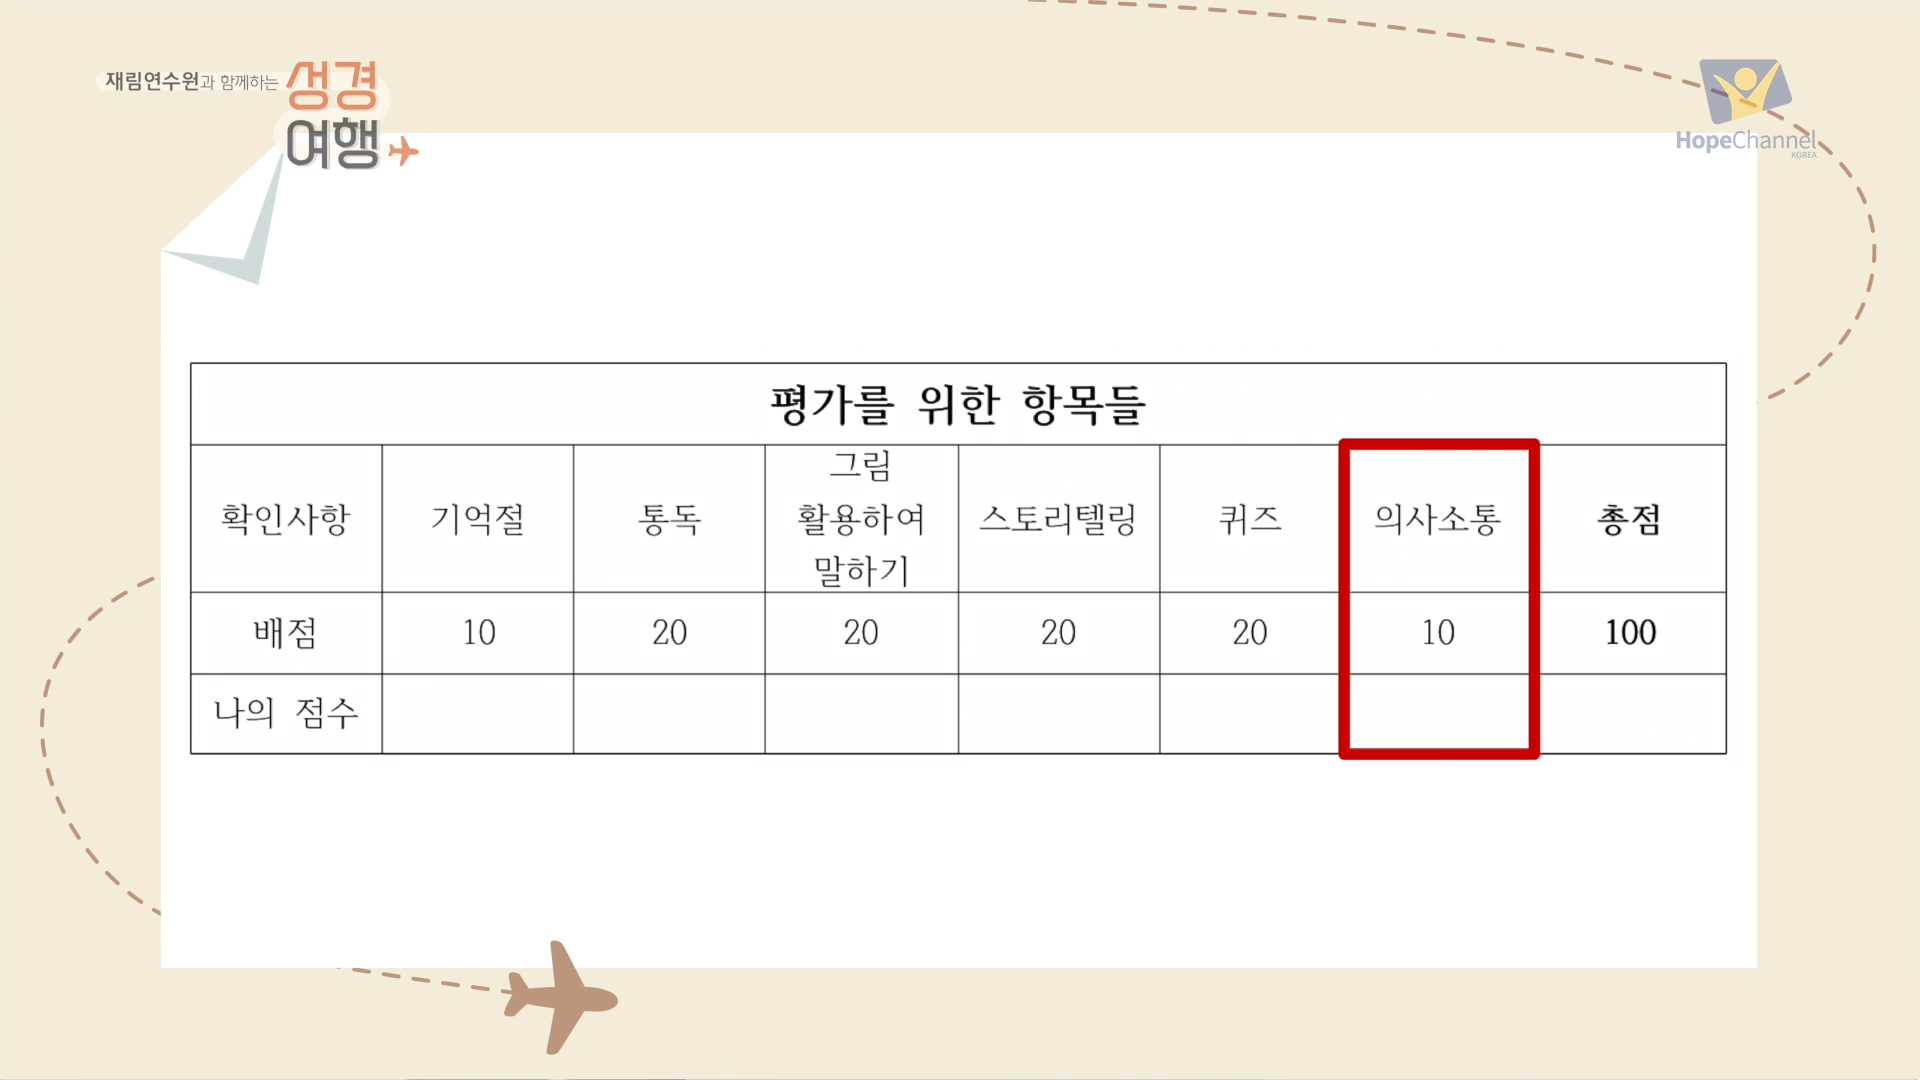 재림연수원과 함께하는 성경
여행
HopeChannel
KOREA
평가를 위한 항목들
확인사항 기억절 통독 그림 활용하여 말하기 스토리텔링 퀴즈 의사소통 총점
배점 10 20 20 20 20 10 100
나의 점수